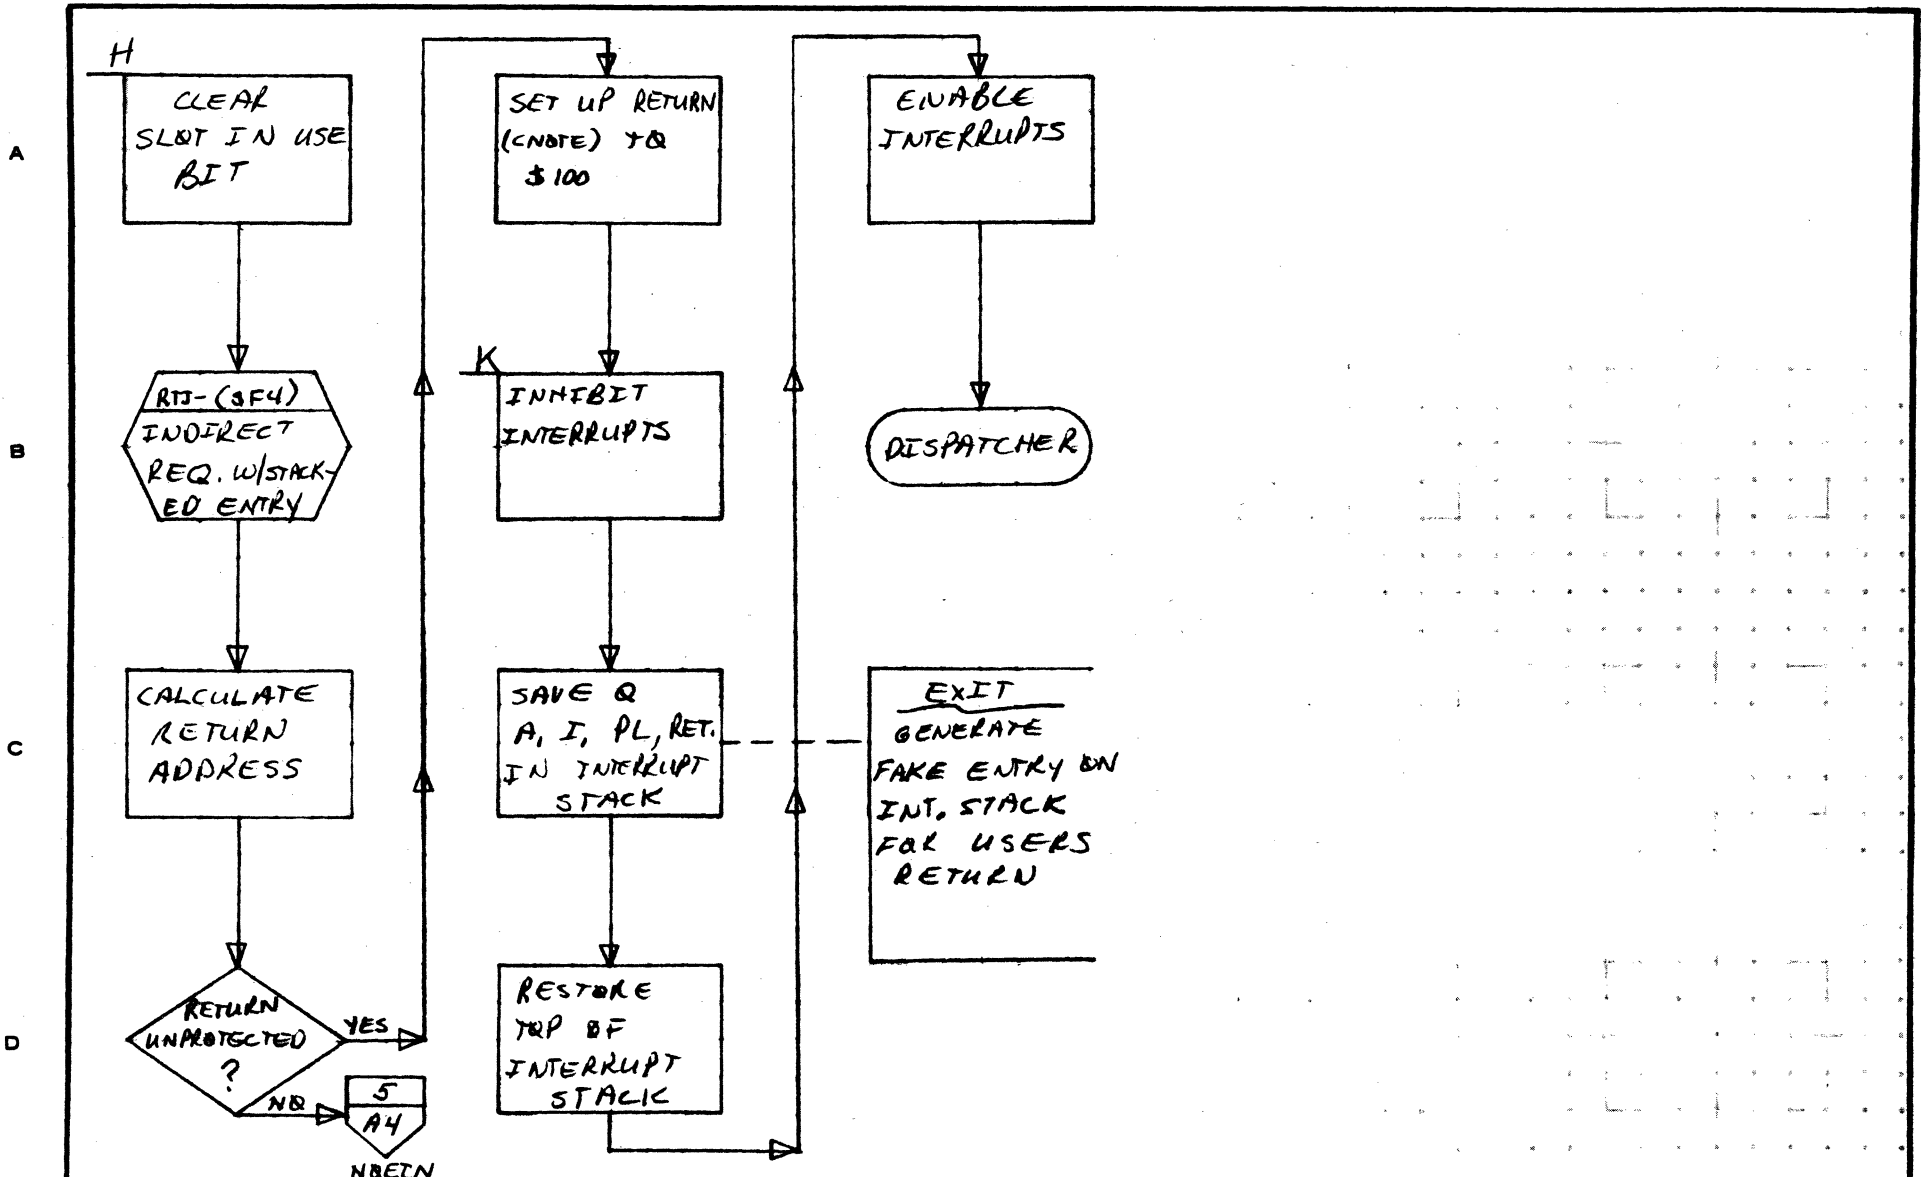 H
CLEAR
SLOT IN USE
BIT
A
RTJ-($F4)
INDIRECT
REQ. W/STACK-
ED ENTRY
B
CALCULATE
RETURN
ADDRESS
C
RETURN
UNPROTECTED
?
YES
NO
D
5
A4
SET UP RETURN
(CNOTE) TO
$100
K
INHIBIT
INTERRUPTS
SAVE Q
A, I, PL, RET.
IN INTERRUPT
STACK
RESTORE
TOP OF
INTERRUPT
STACK
ENABLE
INTERRUPTS
DISPATCHER
EXIT
GENERATE
FAKE ENTRY ON
INT. STACK
FOR USERS
RETURN